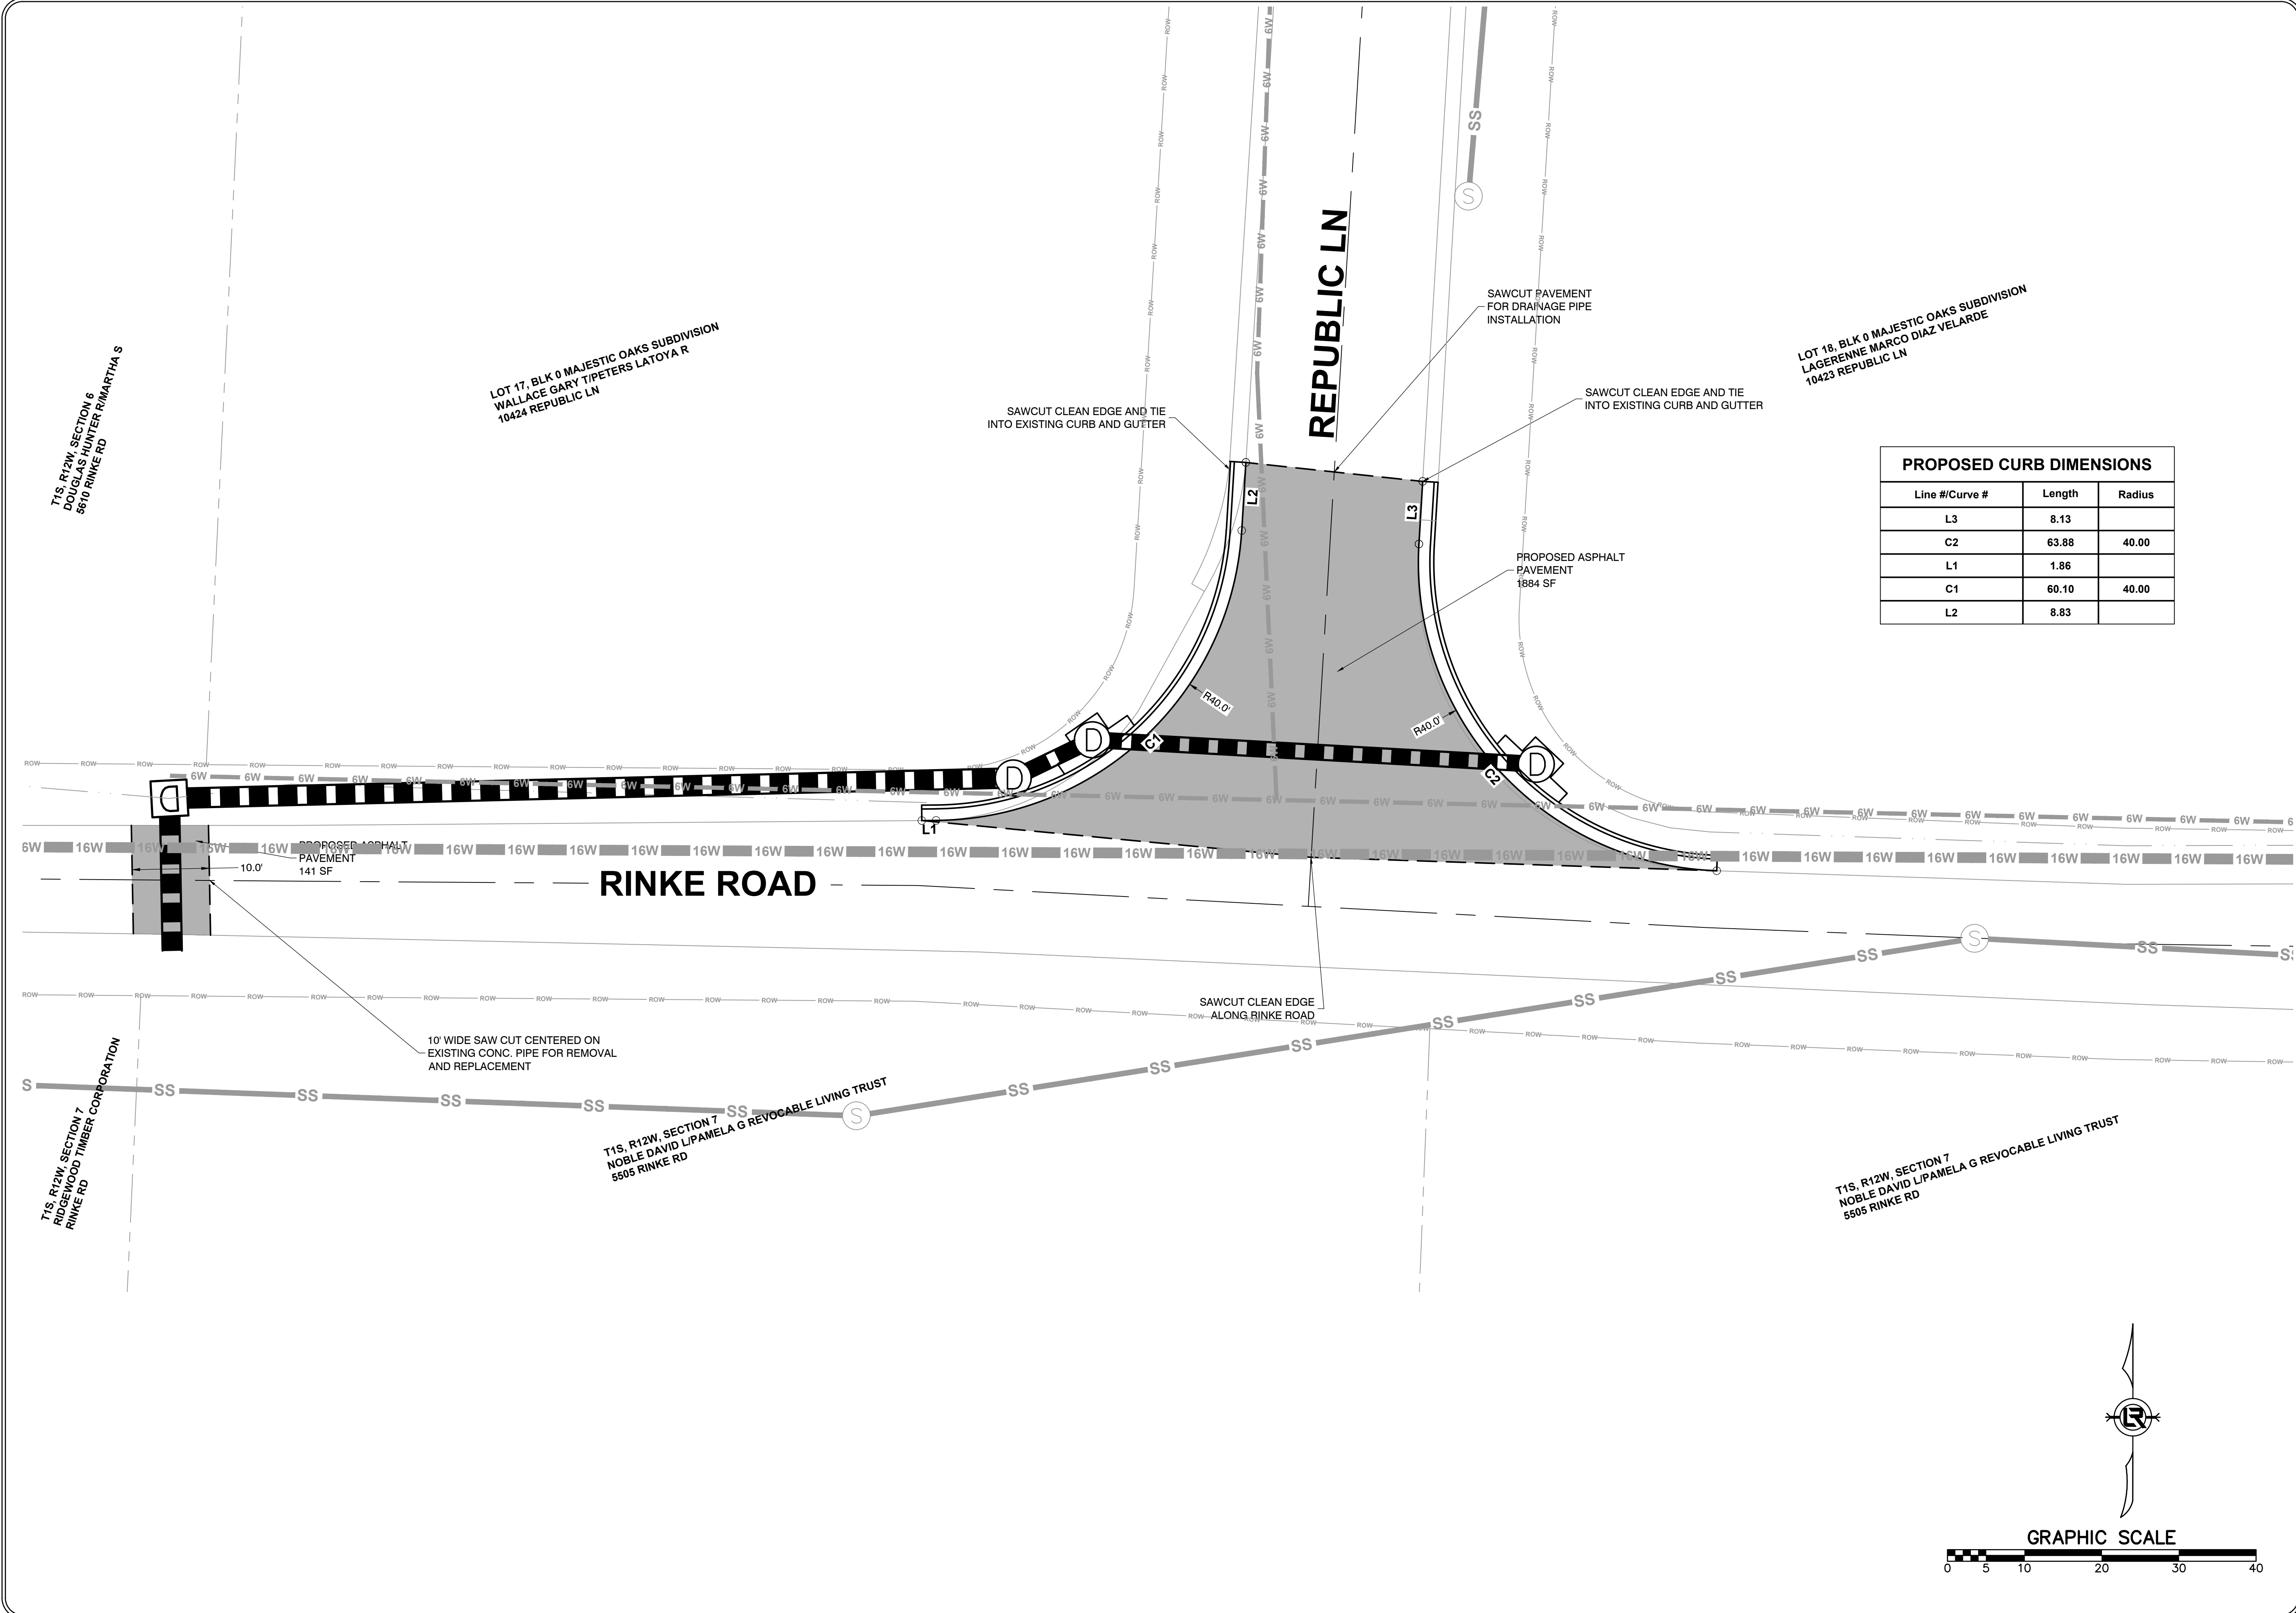 REPUBLIC LN
SAWCUT PAVEMENT
FOR DRAINAGE PIPE
INSTALLATION
LOT 17, BLK 0 MAJESTIC OAKS SUBDIVISION
WALLACE GARY T/PETERS LATOYA R
10424 REPUBLIC LN
LOT 18, BLK 0 MAJESTIC OAKS SUBDIVISION
LAGERENNE MARCO DIAZ VELARDE
10423 REPUBLIC LN
T1S, R12W, SECTION 6
DOUGLAS HUNTER R/MARTHA S
5610 RINKE RD
SAWCUT CLEAN EDGE AND TIE
INTO EXISTING CURB AND GUTTER
SAWCUT CLEAN EDGE AND TIE
INTO EXISTING CURB AND GUTTER
PROPOSED CURB DIMENSIONS
Line #/Curve # Length Radius
L3 8.13
C2 63.88 40.00
L1 1.86
C1 60.10 40.00
L2 8.83
L2
L3
PROPOSED ASPHALT
PAVEMENT
1884 SF
R40.0'
R40.0'
C1
C2
D
D
D
D
L1
ROW
6W
16W
SS
S
PROPOSED ASPHALT
PAVEMENT
141 SF
10.0'
RINKE ROAD
SAWCUT CLEAN EDGE
ALONG RINKE ROAD
10' WIDE SAW CUT CENTERED ON
EXISTING CONC. PIPE FOR REMOVAL
AND REPLACEMENT
T1S, R12W, SECTION 7
RIDGEWOOD TIMBER CORPORATION
RINKE RD
T1S, R12W, SECTION 7
NOBLE DAVID L/PAMELA G REVOCABLE LIVING TRUST
5505 RINKE RD
T1S, R12W, SECTION 7
NOBLE DAVID L/PAMELA G REVOCABLE LIVING TRUST
5505 RINKE RD
LR
GRAPHIC SCALE
0 5 10 20 30 40